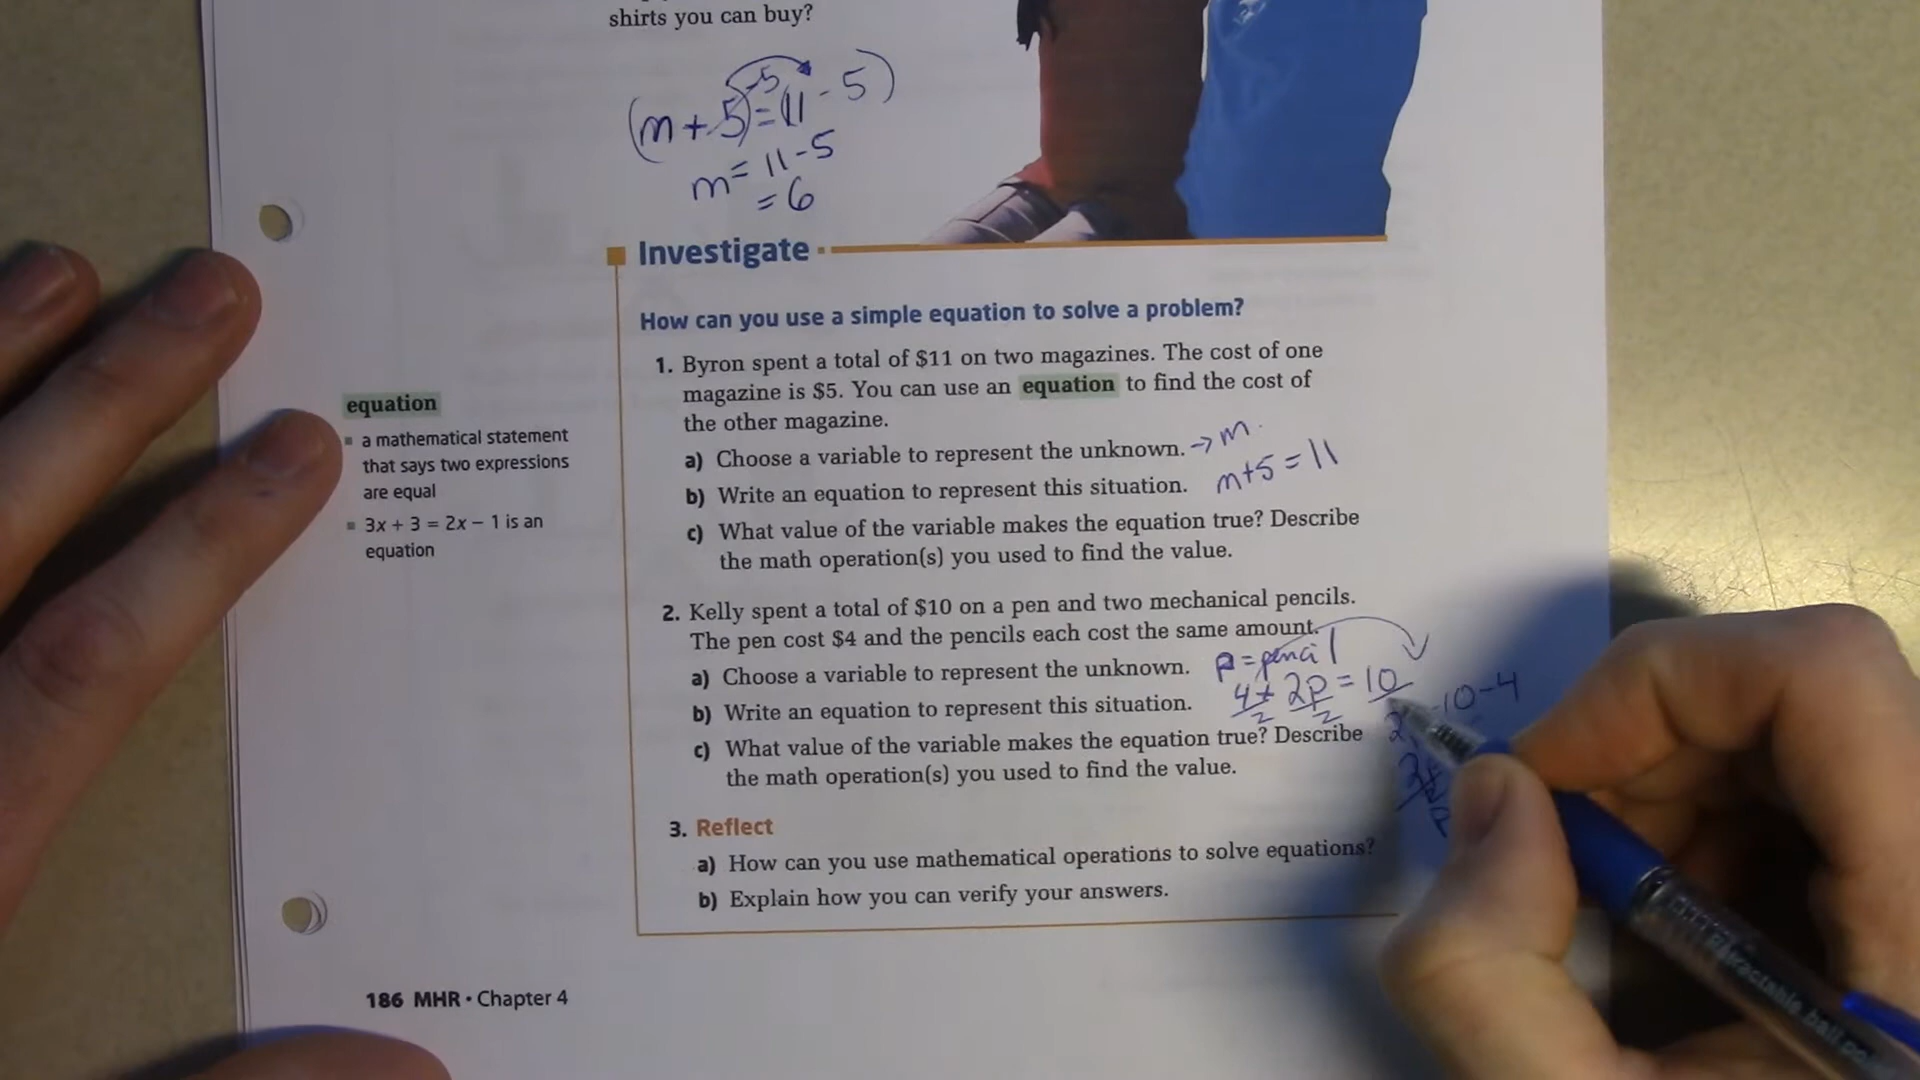 shirts you can buy?
(m + 5) -5 = 11 - 5)
m = 11 - 5
= 6
Investigate
How can you use a simple equation to solve a problem?
1. Byron spent a total of $11 on two magazines. The cost of one
magazine is $5. You can use an equation to find the cost of
the other magazine.
a) Choose a variable to represent the unknown. → m
b) Write an equation to represent this situation. m+5=11
c) What value of the variable makes the equation true? Describe
the math operation(s) you used to find the value.
equation
▪ a mathematical statement
that says two expressions
are equal
▪ 3x + 3 = 2x – 1 is an
equation
2. Kelly spent a total of $10 on a pen and two mechanical pencils.
The pen cost $4 and the pencils each cost the same amount.
a) Choose a variable to represent the unknown. P = pencil
b) Write an equation to represent this situation. 4 + 2p = 10
2 2
10-4
c) What value of the variable makes the equation true? Describe
the math operation(s) you used to find the value.
3. Reflect
a) How can you use mathematical operations to solve equations?
b) Explain how you can verify your answers.
186 MHR • Chapter 4